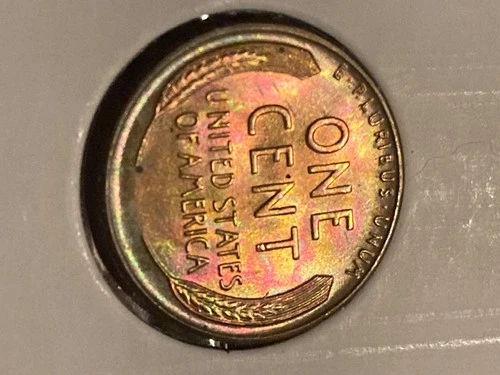 E·PLURIBUS·UNUM
ONE
CENT
UNITED STATES
OF AMERICA